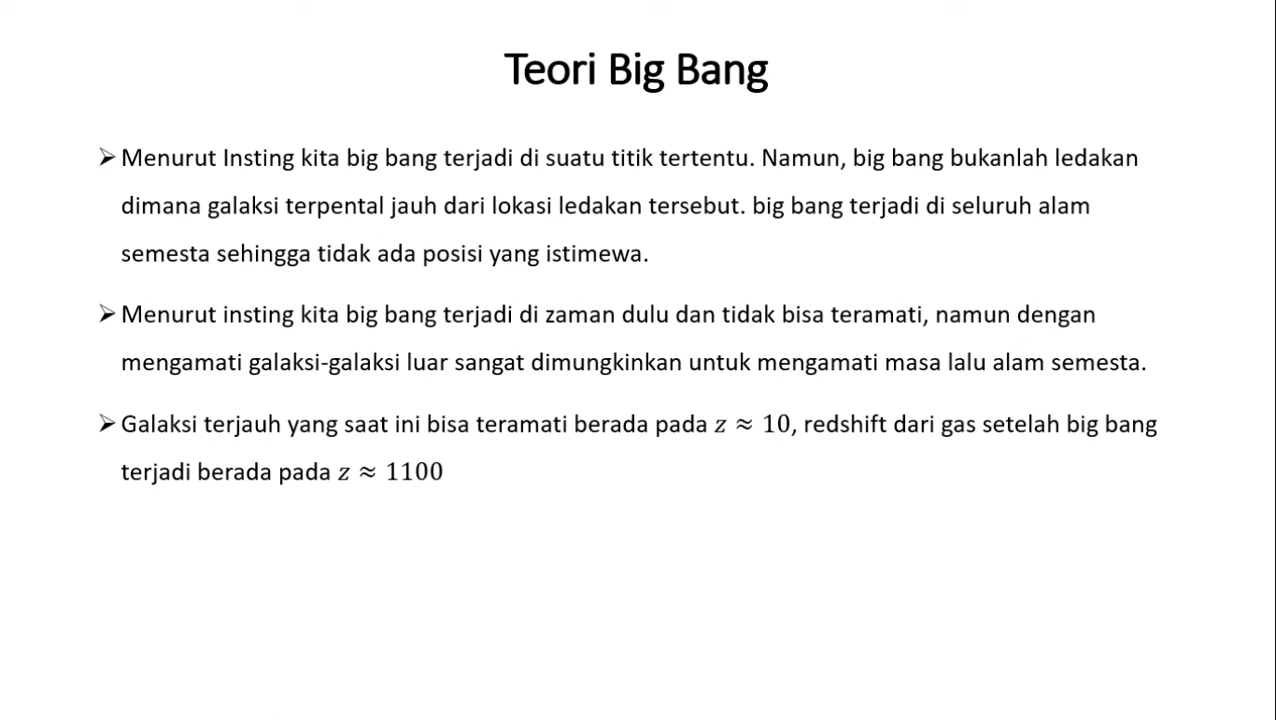 Teori Big Bang
➢ Menurut Insting kita big bang terjadi di suatu titik tertentu. Namun, big bang bukanlah ledakan
dimana galaksi terpental jauh dari lokasi ledakan tersebut. big bang terjadi di seluruh alam
semesta sehingga tidak ada posisi yang istimewa.
➢ Menurut insting kita big bang terjadi di zaman dulu dan tidak bisa teramati, namun dengan
mengamati galaksi-galaksi luar sangat dimungkinkan untuk mengamati masa lalu alam semesta.
➢ Galaksi terjauh yang saat ini bisa teramati berada pada z ≈ 10, redshift dari gas setelah big bang
terjadi berada pada z ≈ 1100